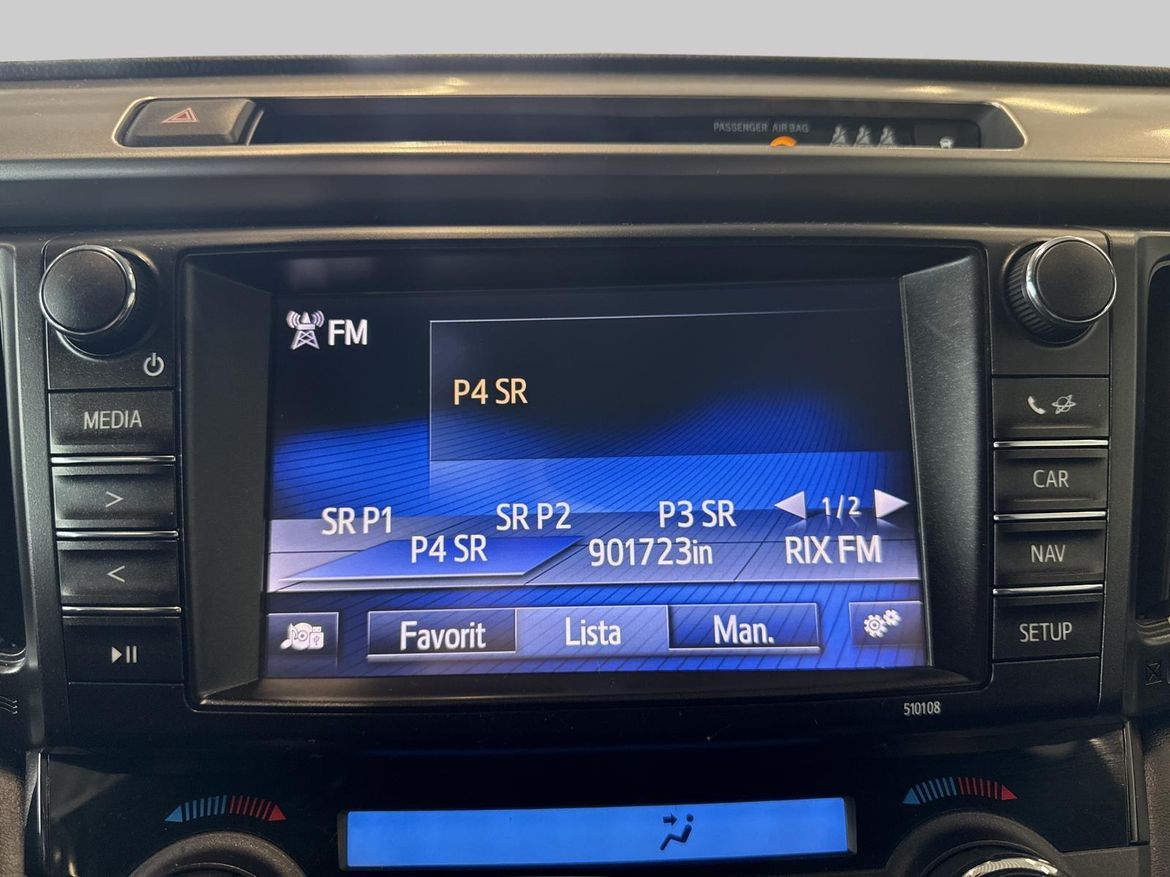 PASSENGER AIRBAG
FM
P4 SR
MEDIA
CAR
SR P1 SR P2 P3 SR 1/2
P4 SR 901723in RIX FM
NAV
Favorit Lista Man.
SETUP
510108